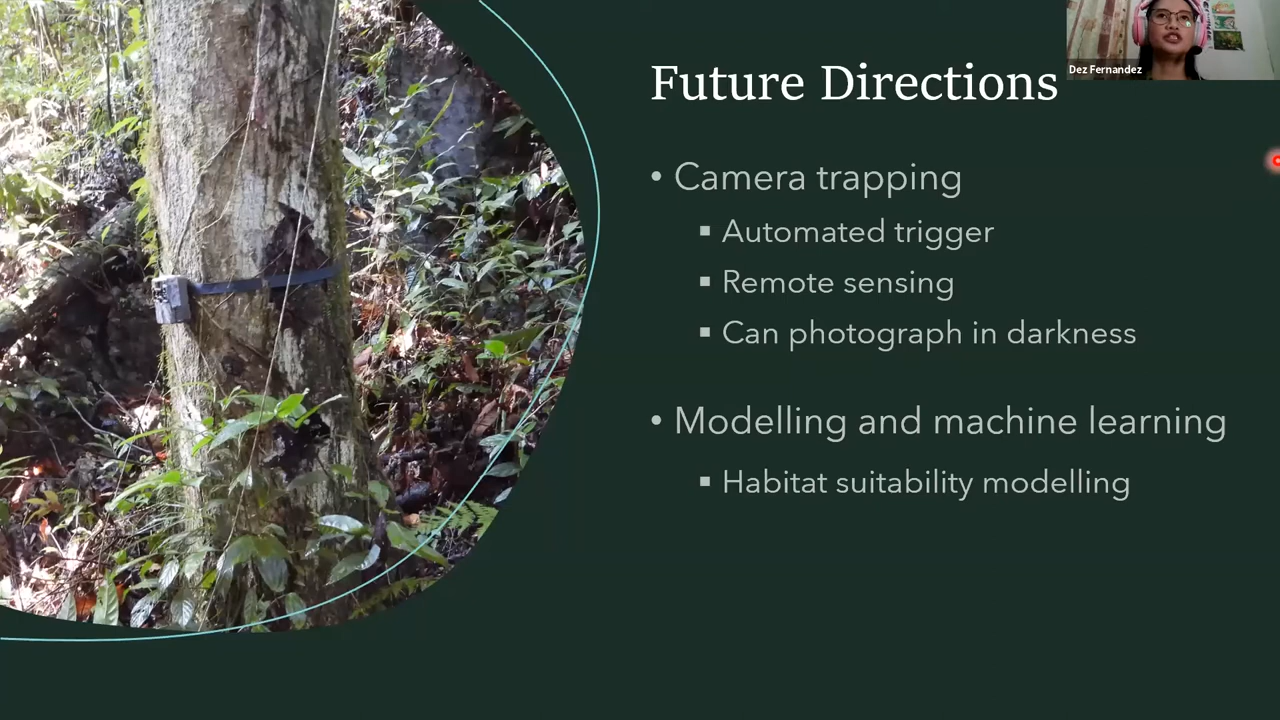 Future Directions
Dez Fernandez
• Camera trapping
▪ Automated trigger
▪ Remote sensing
▪ Can photograph in darkness
• Modelling and machine learning
▪ Habitat suitability modelling